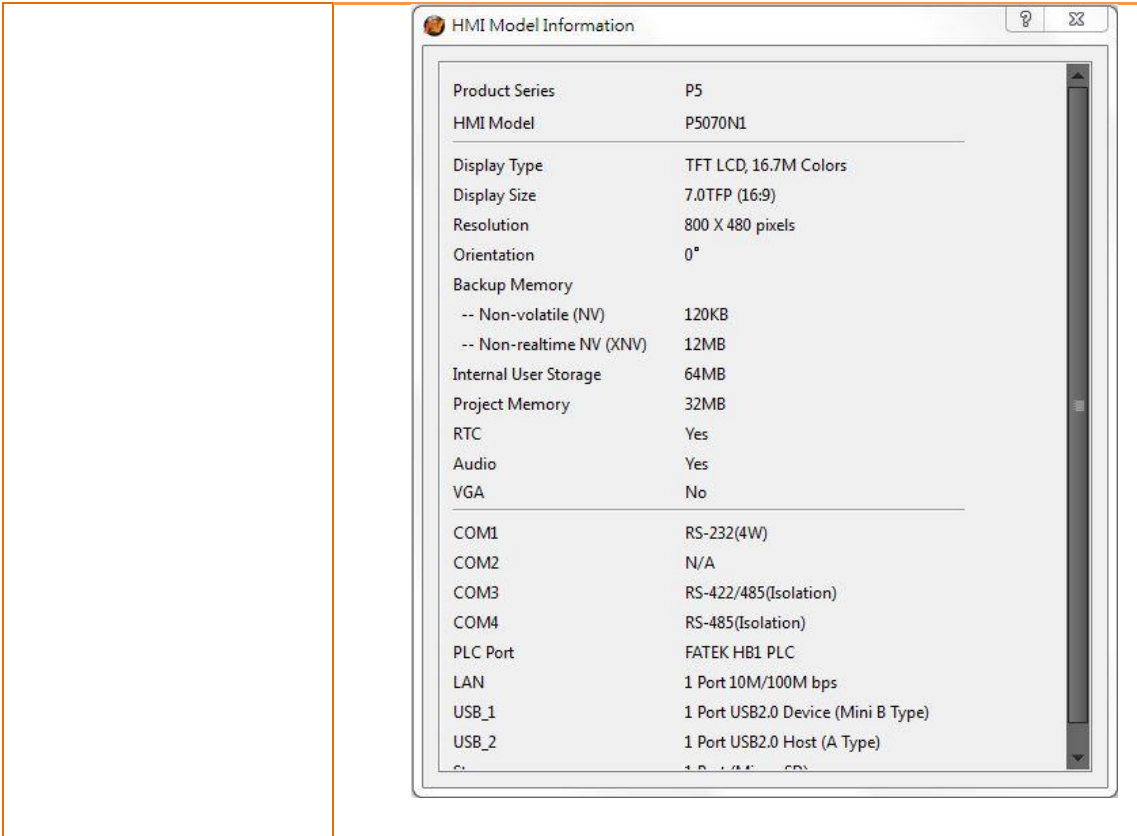 HMI Model Information
Product Series P5
HMI Model P5070N1
Display Type TFT LCD, 16.7M Colors
Display Size 7.0TFP (16:9)
Resolution 800 X 480 pixels
Orientation 0°
Backup Memory
-- Non-volatile (NV) 120KB
-- Non-realtime NV (XNV) 12MB
Internal User Storage 64MB
Project Memory 32MB
RTC Yes
Audio Yes
VGA No
COM1 RS-232(4W)
COM2 N/A
COM3 RS-422/485(Isolation)
COM4 RS-485(Isolation)
PLC Port FATEK HB1 PLC
LAN 1 Port 10M/100M bps
USB_1 1 Port USB2.0 Device (Mini B Type)
USB_2 1 Port USB2.0 Host (A Type)